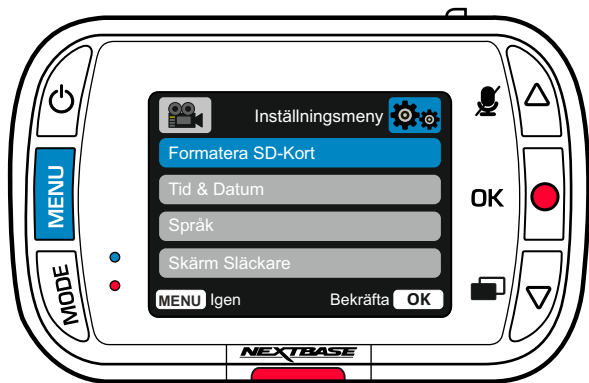 Inställningsmeny
MENU
Formatera SD-Kort
Tid & Datum
OK
Språk
Skärm Släckare
MODE
MENU Igen Bekräfta OK
NEXTBASE